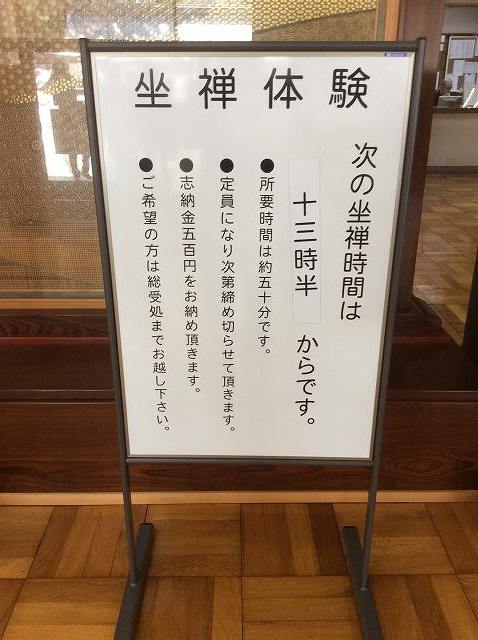 坐禅体験
次の坐禅時間は
十三時半 からです。
●所要時間は約五十分です。
●定員になり次第締め切らせて頂きます。
●志納金五百円をお納め頂きます。
●ご希望の方は総受処までお越し下さい。